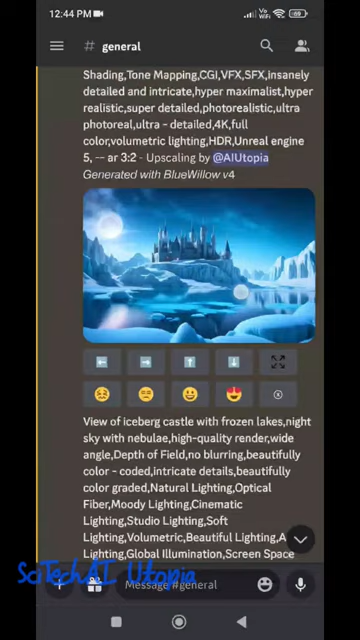 12:44 PM
Vo WiFi
69
# general
Shading,Tone Mapping,CGI,VFX,SFX,insanely
detailed and intricate,hyper maximalist,hyper
realistic,super detailed,photorealistic,ultra
photoreal,ultra - detailed,4K,full
color,volumetric lighting,HDR,Unreal engine
5, -- ar 3:2 - Upscaling by @AIUtopia
Generated with BlueWillow v4
View of iceberg castle with frozen lakes,night
sky with nebulae,high-quality render,wide
angle,Depth of Field,no blurring,beautifully
color - coded,intricate details,beautifully
color graded,Natural Lighting,Optical
Fiber,Moody Lighting,Cinematic
Lighting,Studio Lighting,Soft
Lighting,Volumetric,Beautiful Lighting,A
Lighting,Global Illumination,Screen Space
SciTechAI Utopia
Message #general